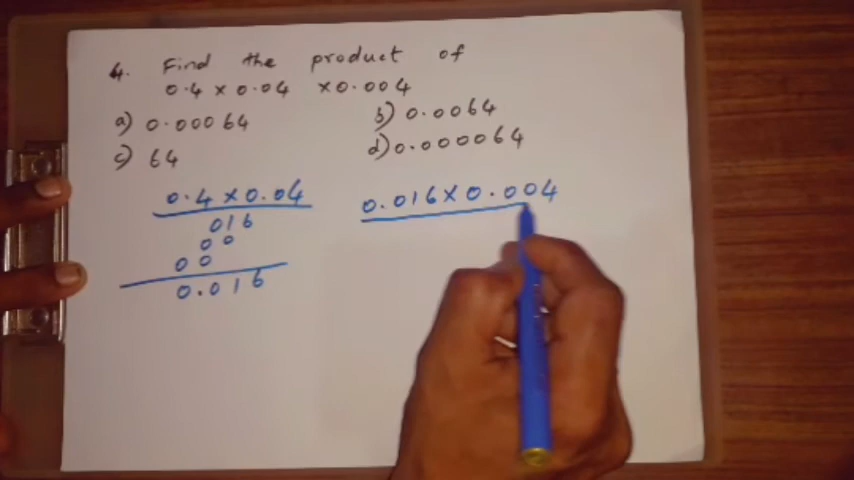 4. Find the product of
0.4 x 0.04 x 0.004
a) 0.00064 b) 0.0064
c) 64 d) 0.000064
0.4 x 0.04
016
00
00
0.016
0.016 x 0.004